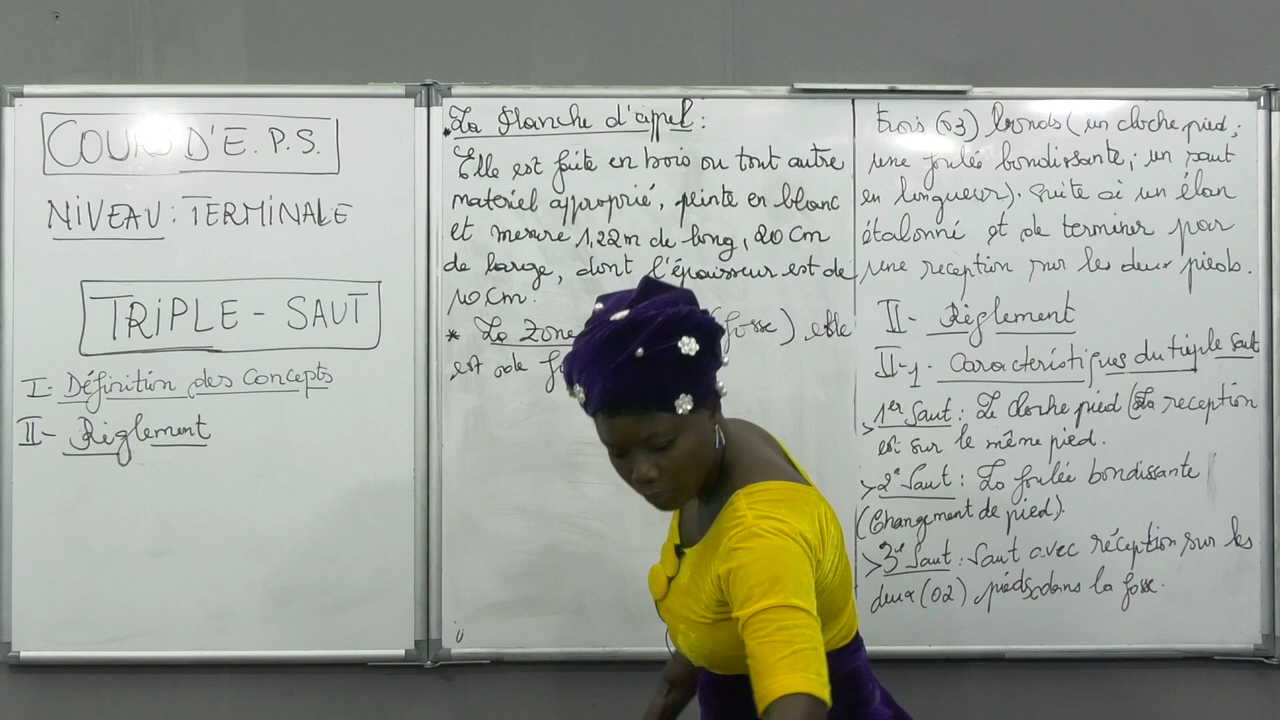 COURS D'E.P.S.
NIVEAU : TERMINALE
TRIPLE - SAUT
I- Définition des Concepts
II- Règlement
*La Planche d'appel :
Elle est faite en bois ou tout autre
matériel approprié, peinte en blanc
et mesure 1,22m de long, 20 Cm
de large, dont l'épaisseur est de
10 Cm.
* La Zone (fosse) elle
est de
trois (03) bonds (un cloche pied ;
une foulée bondissante ; un saut
en longueur). suite à un élan
étalonné et de terminer par
une reception sur les deux pieds.
II- Règlement
II-1- Caractéristiques du triple saut
>1er Saut : Le Cloche pied (La reception
est sur le même pied.
>2e Saut : La foulée bondissante
(Changement de pied).
>3e Saut : Saut avec réception sur les
deux (02) pieds dans la fosse.